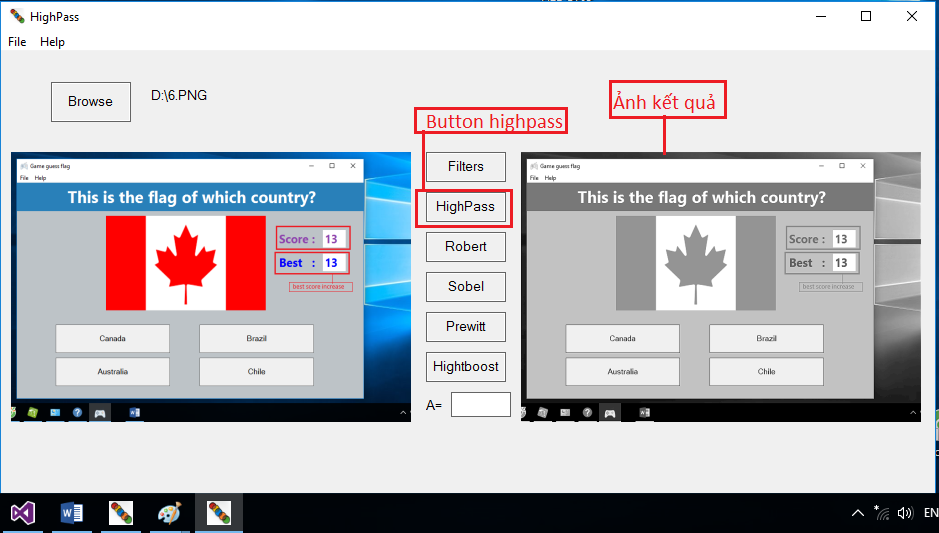 HighPass
File Help
Browse
D:\6.PNG
Button highpass
Ảnh kết quả
Game guess flag
File Help
This is the flag of which country?
Score : 13
Best : 13
best score increase
Canada
Brazil
Australia
Chile
Filters
HighPass
Robert
Sobel
Prewitt
Hightboost
A=
Game guess flag
File Help
This is the flag of which country?
Score : 13
Best : 13
best score increase
Canada
Brazil
Australia
Chile
EN